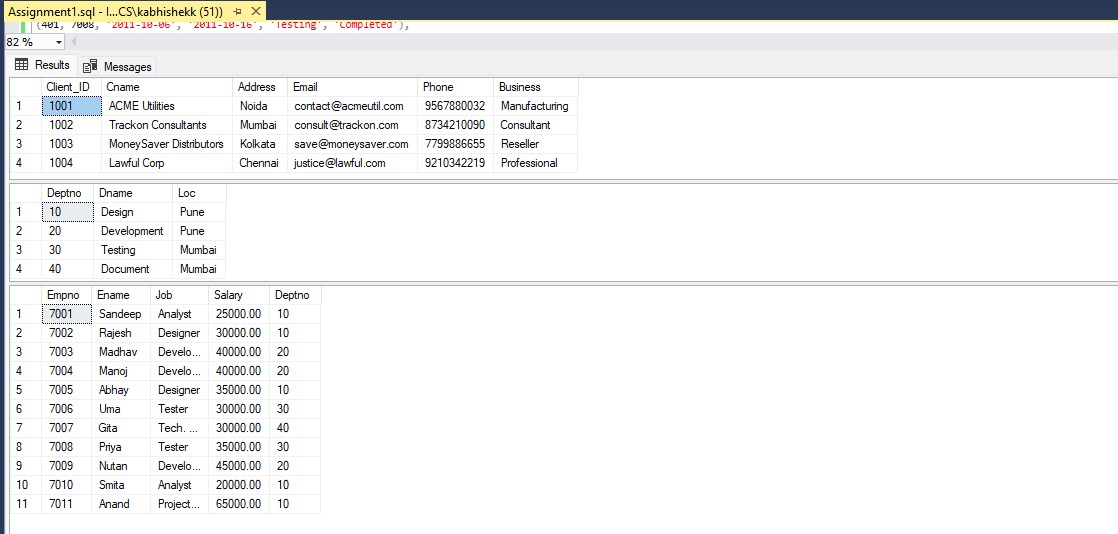 Assignment1.sql - I...CS\kabhishekk (51))
(401, 7008, '2011-10-06', '2011-10-16', 'Testing', 'Completed'),
82 %
Results Messages
Client_ID Cname Address Email Phone Business
1 1001 ACME Utilities Noida contact@acmeutil.com 9567880032 Manufacturing
2 1002 Trackon Consultants Mumbai consult@trackon.com 8734210090 Consultant
3 1003 MoneySaver Distributors Kolkata save@moneysaver.com 7799886655 Reseller
4 1004 Lawful Corp Chennai justice@lawful.com 9210342219 Professional
Deptno Dname Loc
1 10 Design Pune
2 20 Development Pune
3 30 Testing Mumbai
4 40 Document Mumbai
Empno Ename Job Salary Deptno
1 7001 Sandeep Analyst 25000.00 10
2 7002 Rajesh Designer 30000.00 10
3 7003 Madhav Develo... 40000.00 20
4 7004 Manoj Develo... 40000.00 20
5 7005 Abhay Designer 35000.00 10
6 7006 Uma Tester 30000.00 30
7 7007 Gita Tech. ... 30000.00 40
8 7008 Priya Tester 35000.00 30
9 7009 Nutan Develo... 45000.00 20
10 7010 Smita Analyst 20000.00 10
11 7011 Anand Project... 65000.00 10